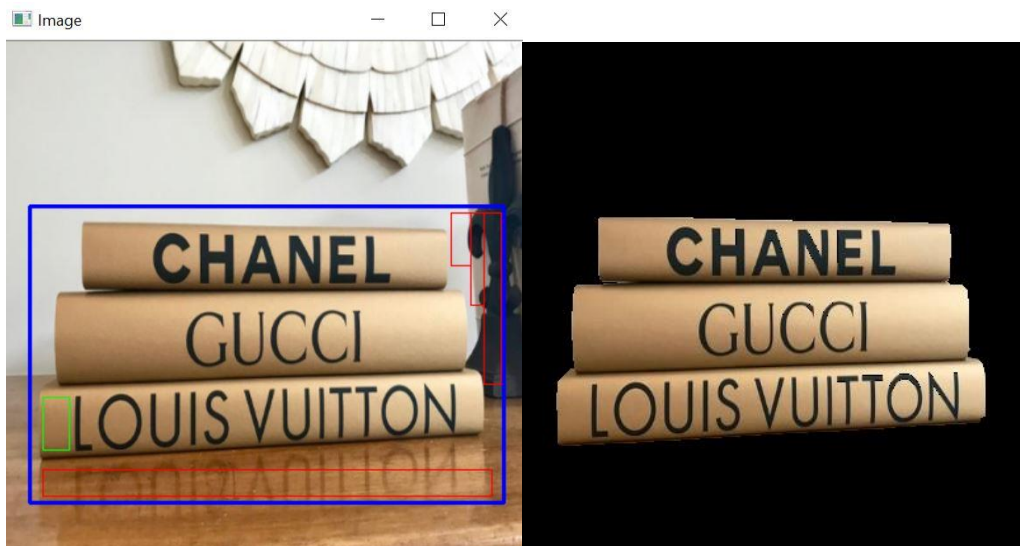 Image
CHANEL
GUCCI
LOUIS VUITTON
CHANEL
GUCCI
LOUIS VUITTON